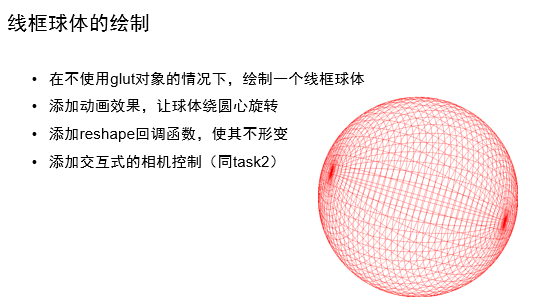 线框球体的绘制
• 在不使用glut对象的情况下，绘制一个线框球体
• 添加动画效果，让球体绕圆心旋转
• 添加reshape回调函数，使其不形变
• 添加交互式的相机控制（同task2）